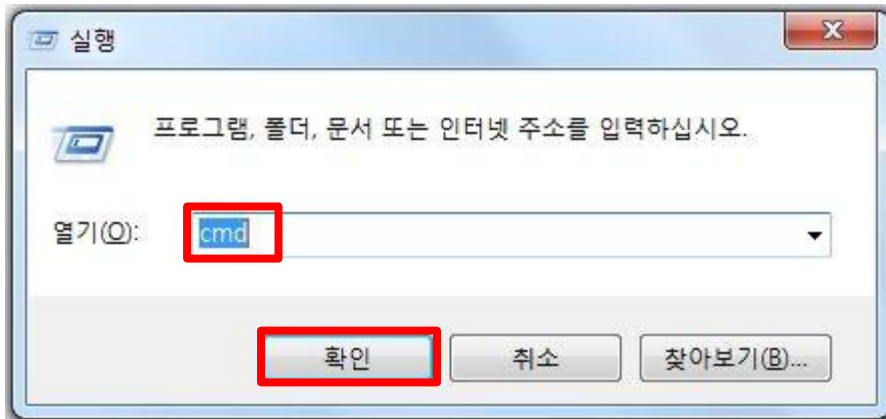 실행
프로그램, 폴더, 문서 또는 인터넷 주소를 입력하십시오.
열기(O): cmd
확인 취소 찾아보기(B)...